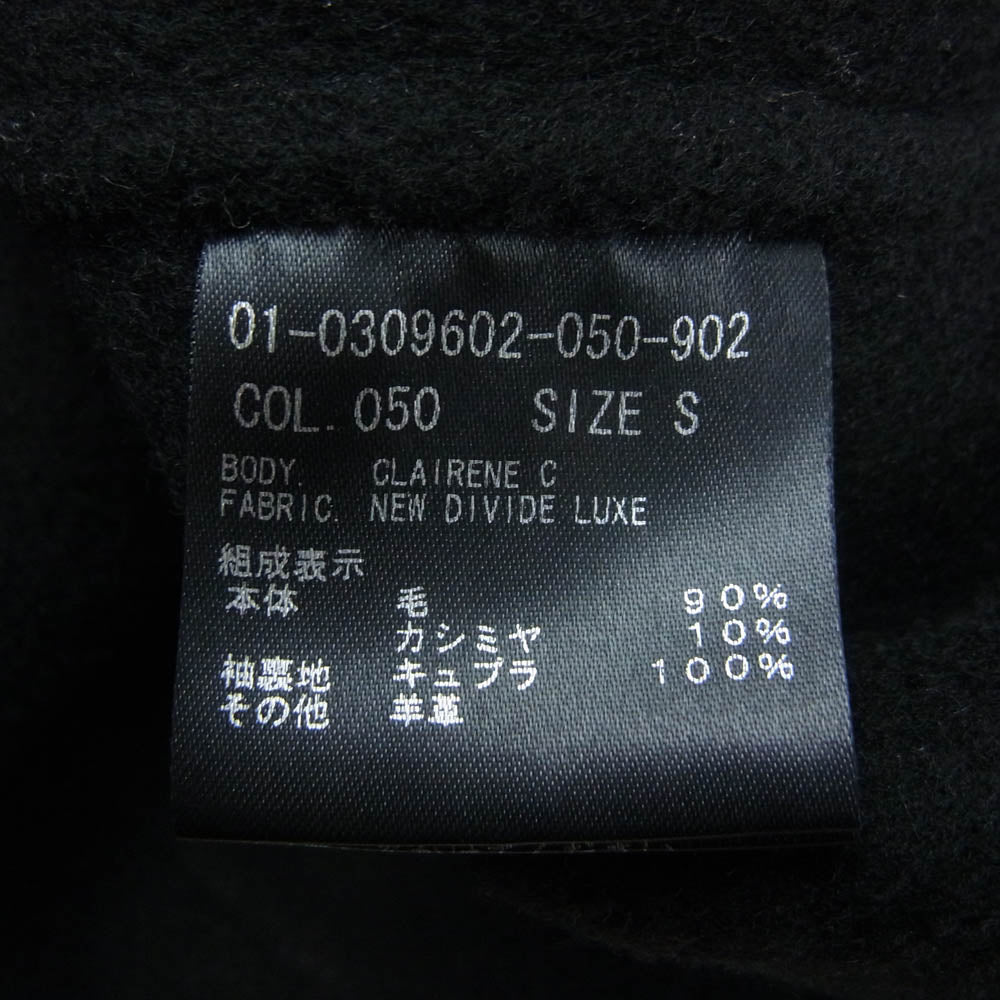 01-0309602-050-902
COL. 050 SIZE S
BODY. CLAIRENE C
FABRIC. NEW DIVIDE LUXE
組成表示
本体 毛 90%
カシミヤ 10%
袖裏地 キュプラ 100%
その他 羊革